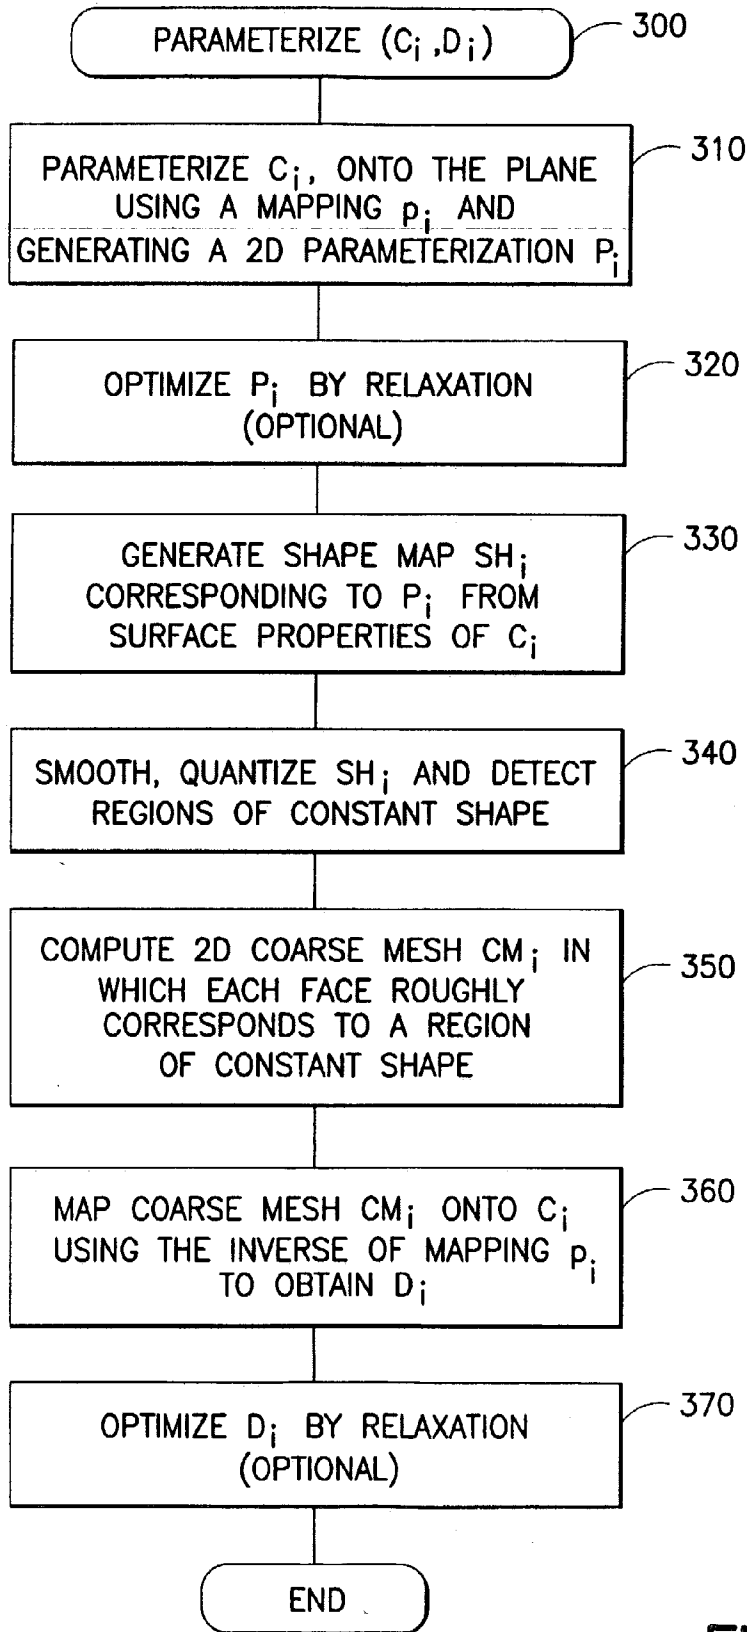 PARAMETERIZE (Ci ,Di)
300
PARAMETERIZE Ci, ONTO THE PLANE
USING A MAPPING pi AND
GENERATING A 2D PARAMETERIZATION Pi
310
OPTIMIZE Pi BY RELAXATION
(OPTIONAL)
320
GENERATE SHAPE MAP SHi
CORRESPONDING TO Pi FROM
SURFACE PROPERTIES OF Ci
330
SMOOTH, QUANTIZE SHi AND DETECT
REGIONS OF CONSTANT SHAPE
340
COMPUTE 2D COARSE MESH CMi IN
WHICH EACH FACE ROUGHLY
CORRESPONDS TO A REGION
OF CONSTANT SHAPE
350
MAP COARSE MESH CMi ONTO Ci
USING THE INVERSE OF MAPPING pi
TO OBTAIN Di
360
OPTIMIZE Di BY RELAXATION
(OPTIONAL)
370
END